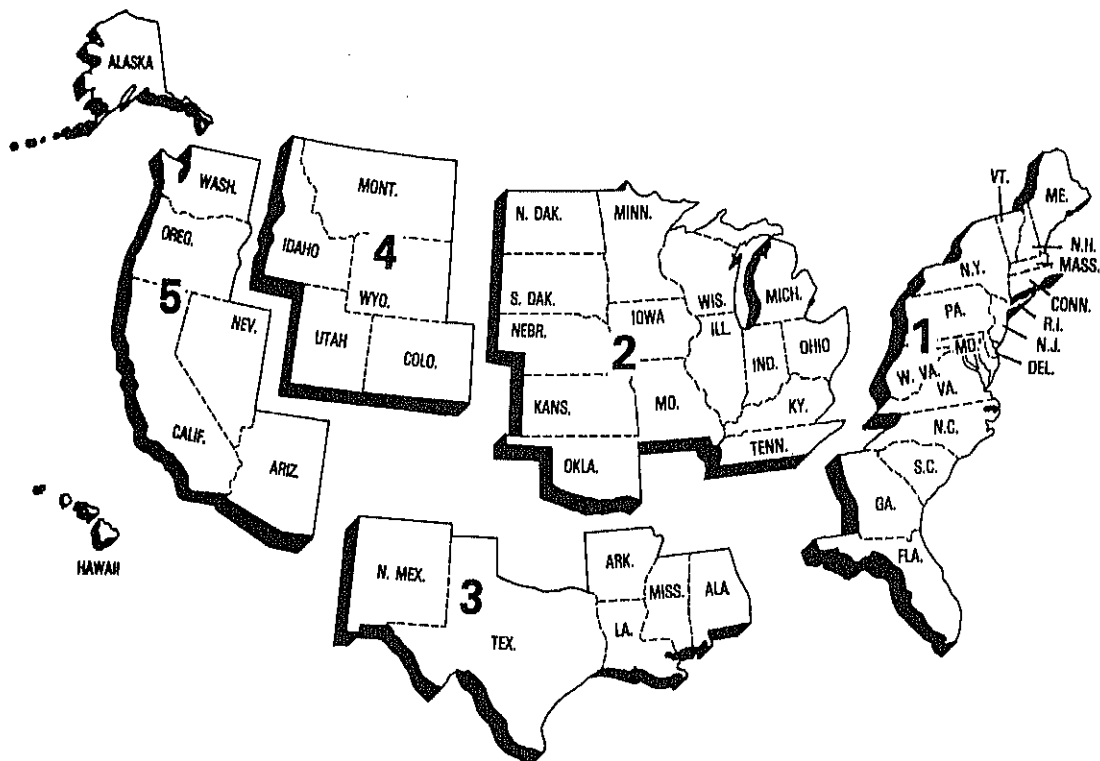 ALASKA
WASH.
OREG.
5
NEV.
CALIF.
ARIZ.
HAWAII
MONT.
IDAHO
4
WYO.
UTAH
COLO.
N. DAK.
MINN.
S. DAK.
WIS.
MICH.
NEBR.
IOWA
ILL.
2
IND.
OHIO
KANS.
MO.
KY.
OKLA.
TENN.
N. MEX.
3
TEX.
ARK.
MISS.
ALA
LA.
VT.
ME.
N.H.
MASS.
N.Y.
CONN.
PA.
R.I.
1
N.J.
MD.
DEL.
W. VA.
VA.
N.C.
S.C.
GA.
FLA.